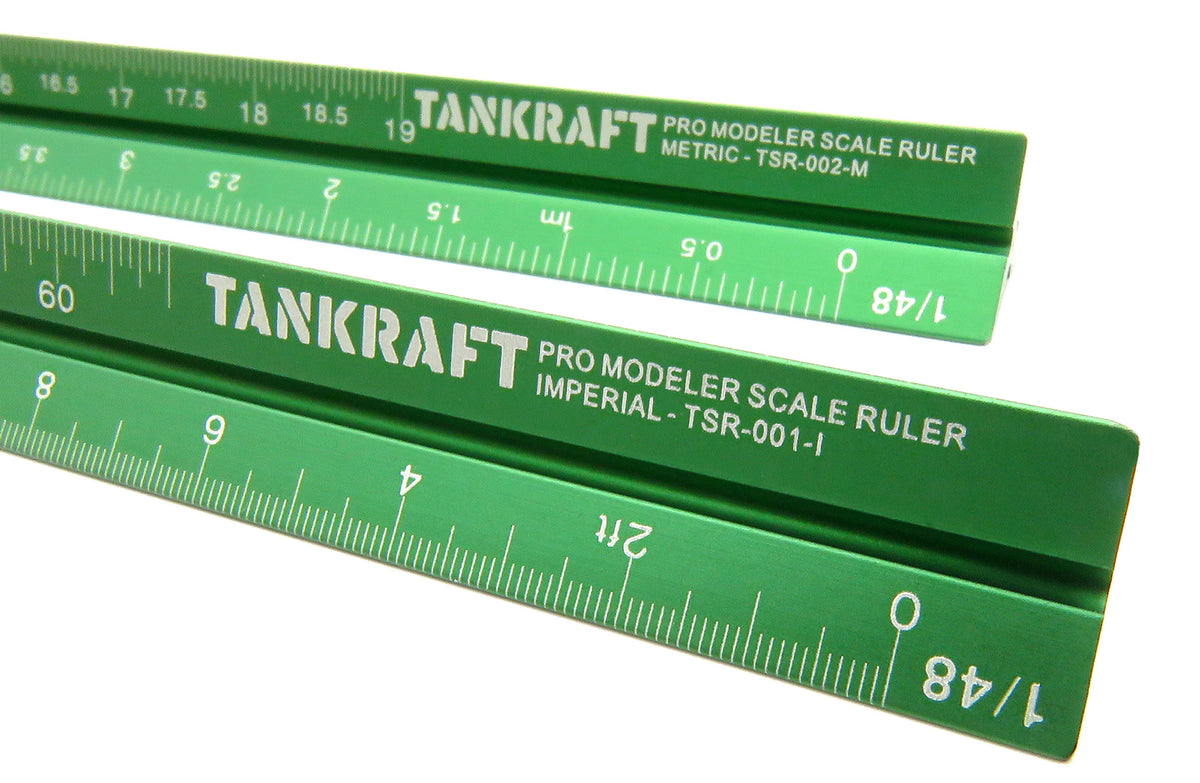 16.5 17 17.5 18 18.5 19
TANKRAFT
PRO MODELER SCALE RULER
METRIC - TSR-002-M
1/48 0 0.5 1m 1.5 2 2.5 3 3.5
60
TANKRAFT
PRO MODELER SCALE RULER
IMPERIAL - TSR-001-I
1/48 0 2ft 4 6 8